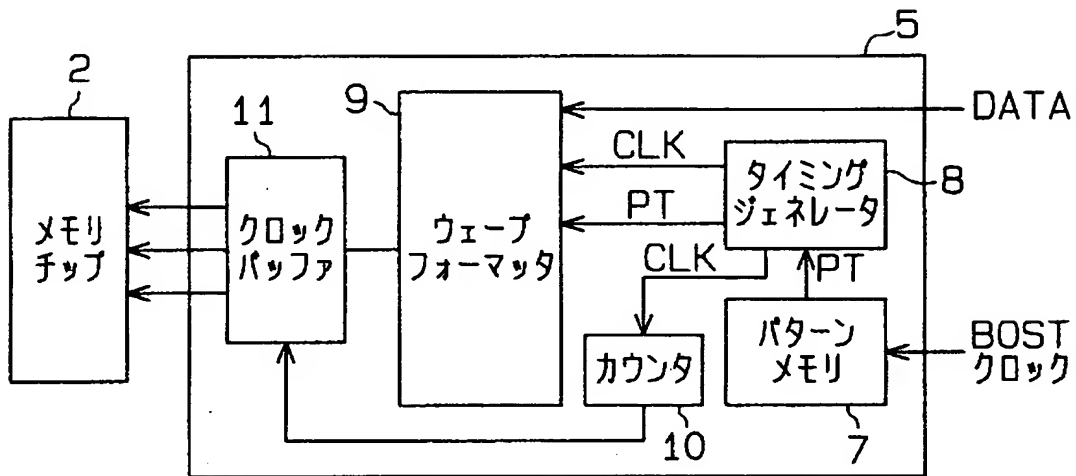 5
2
9
DATA
11
CLK
タイミング
ジェネレータ
8
メモリ
チップ
クロック
バッファ
ウェーブ
フォーマッタ
PT
CLK
PT
カウンタ
パターン
メモリ
BOST
クロック
10
7